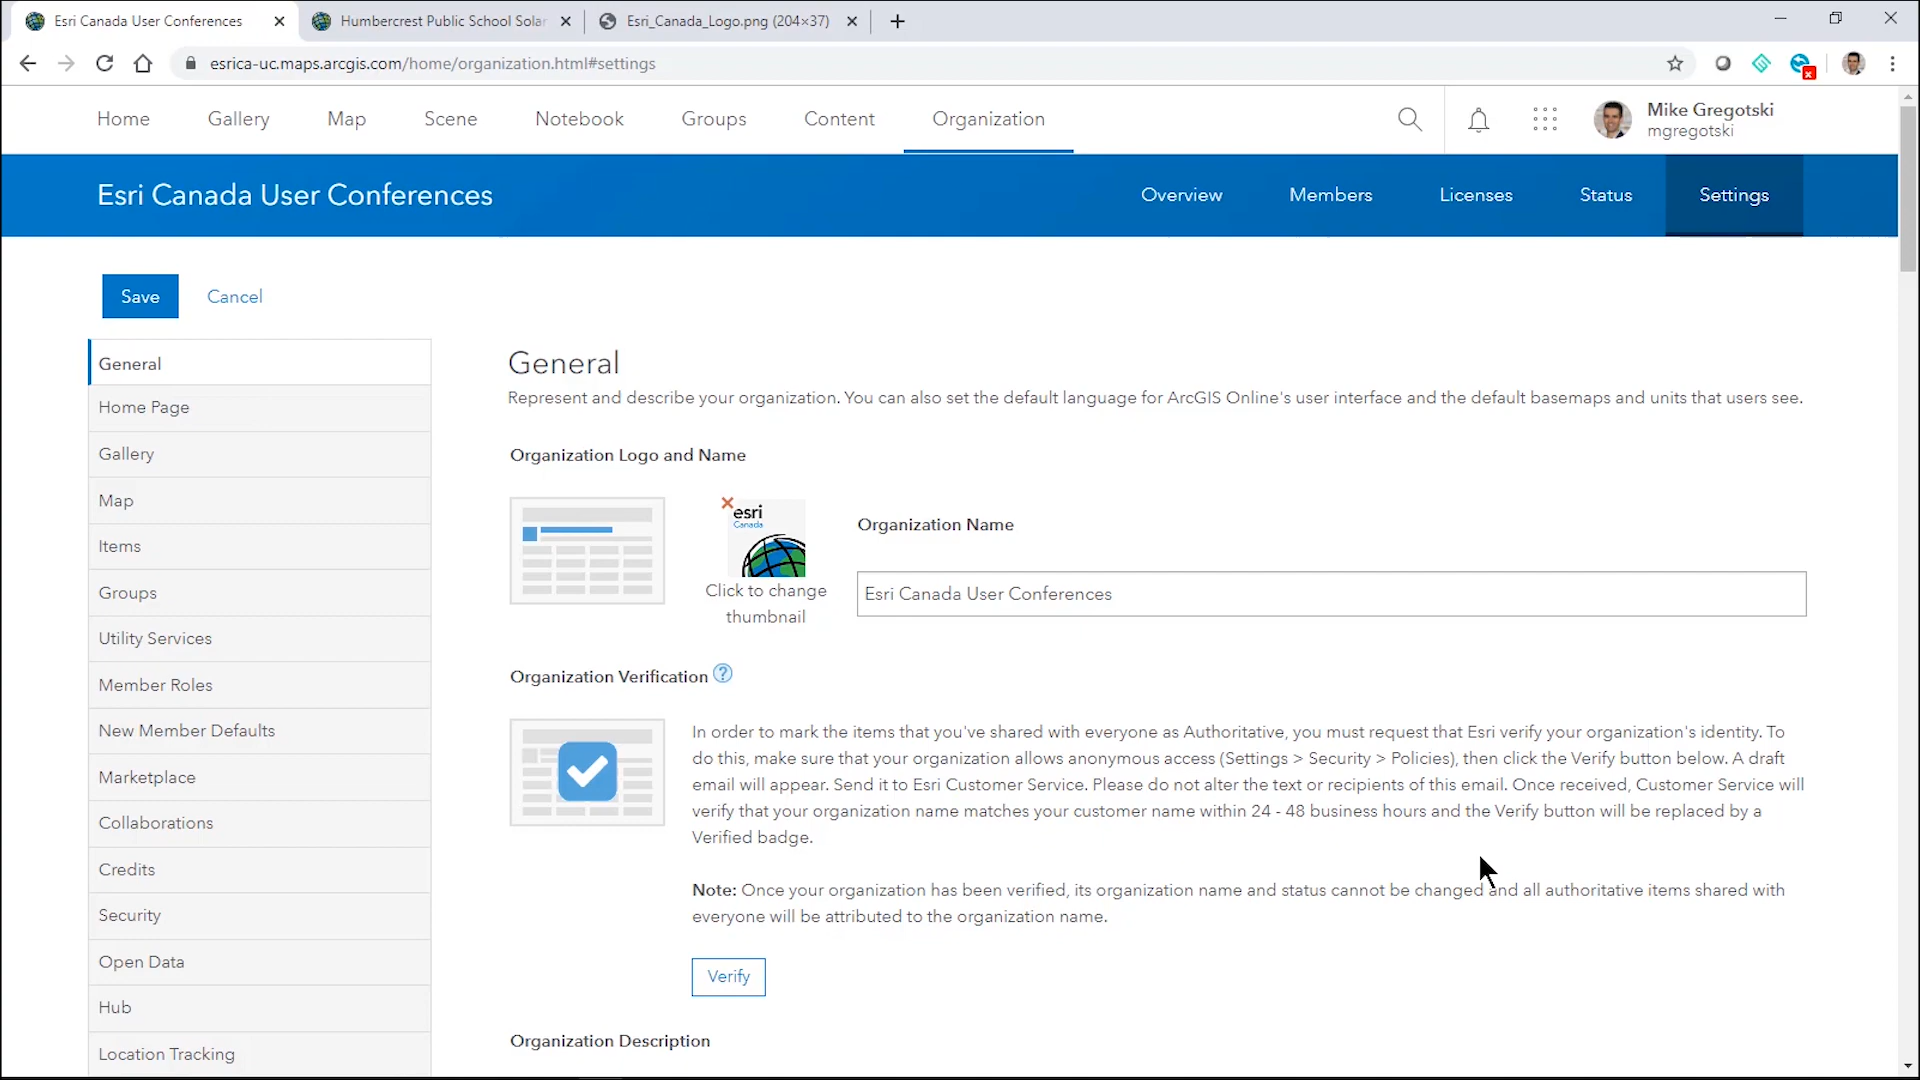 Esri Canada User Conferences
Humbercrest Public School Solar
Esri_Canada_Logo.png (204×37)
esrica-uc.maps.arcgis.com/home/organization.html#settings
Home
Gallery
Map
Scene
Notebook
Groups
Content
Organization
Mike Gregotski
mgregotski
Esri Canada User Conferences
Overview
Members
Licenses
Status
Settings
Save
Cancel
General
Home Page
Gallery
Map
Items
Groups
Utility Services
Member Roles
New Member Defaults
Marketplace
Collaborations
Credits
Security
Open Data
Hub
Location Tracking
General
Represent and describe your organization. You can also set the default language for ArcGIS Online's user interface and the default basemaps and units that users see.
Organization Logo and Name
esri
Canada
Click to change
thumbnail
Organization Name
Esri Canada User Conferences
Organization Verification ?
In order to mark the items that you've shared with everyone as Authoritative, you must request that Esri verify your organization's identity. To
do this, make sure that your organization allows anonymous access (Settings > Security > Policies), then click the Verify button below. A draft
email will appear. Send it to Esri Customer Service. Please do not alter the text or recipients of this email. Once received, Customer Service will
verify that your organization name matches your customer name within 24 - 48 business hours and the Verify button will be replaced by a
Verified badge.
Note: Once your organization has been verified, its organization name and status cannot be changed and all authoritative items shared with
everyone will be attributed to the organization name.
Verify
Organization Description